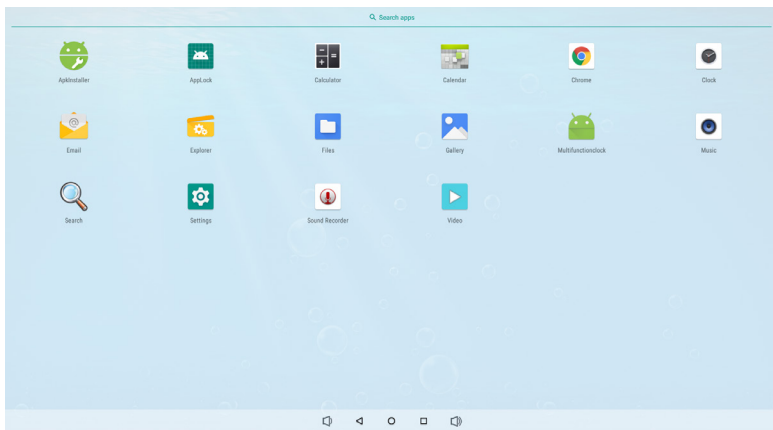 Search apps
ApkInstaller
AppLock
Calculator
Calendar
Chrome
Clock
Email
Explorer
Files
Gallery
Multifunctionclock
Music
Search
Settings
Sound Recorder
Video